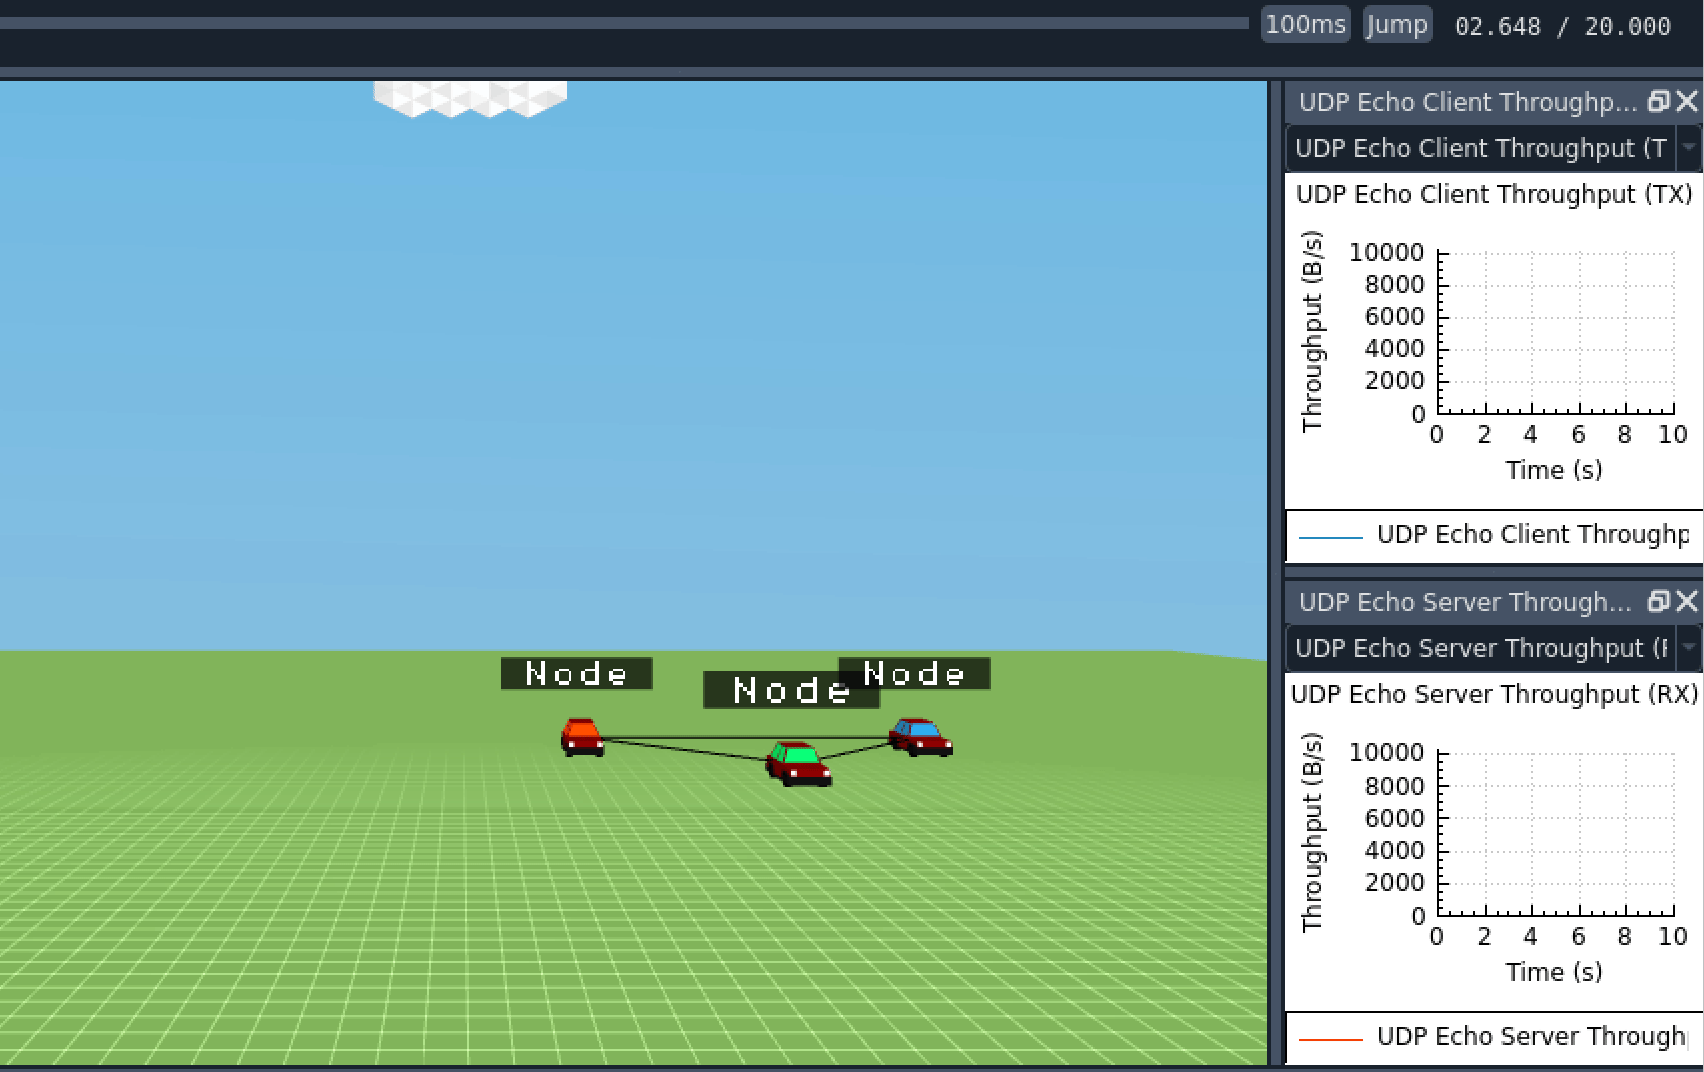 100ms Jump 02.648 / 20.000
UDP Echo Client Throughp...
UDP Echo Client Throughput (T
UDP Echo Client Throughput (TX)
Throughput (B/s)
10000
8000
6000
4000
2000
0
0 2 4 6 8 10
Time (s)
UDP Echo Client Throughp
Node
Node
Node
UDP Echo Server Through...
UDP Echo Server Throughput (
UDP Echo Server Throughput (RX)
Throughput (B/s)
10000
8000
6000
4000
2000
0
0 2 4 6 8 10
Time (s)
UDP Echo Server Through